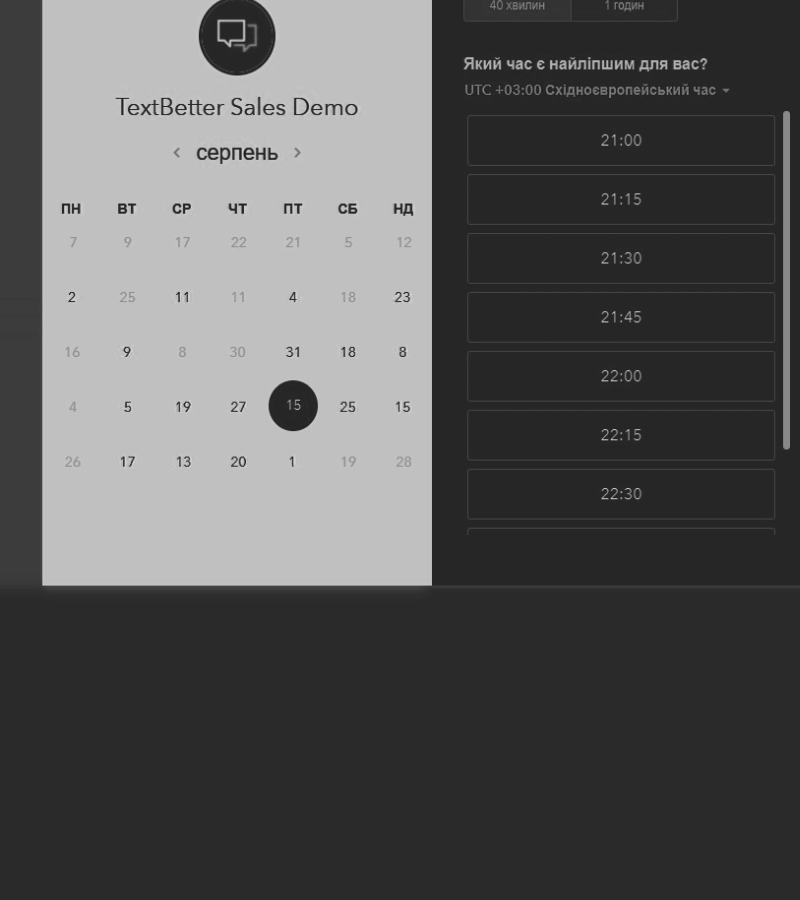 TextBetter Sales Demo
серпень
ПН ВТ СР ЧТ ПТ СБ НД
7 9 17 22 21 5 12
2 25 11 11 4 18 23
16 9 8 30 31 18 8
4 5 19 27 15 25 15
26 17 13 20 1 19 28
40 хвилин 1 годин
Який час є найліпшим для вас?
UTC +03:00 Східноєвропейський час
21:00
21:15
21:30
21:45
22:00
22:15
22:30